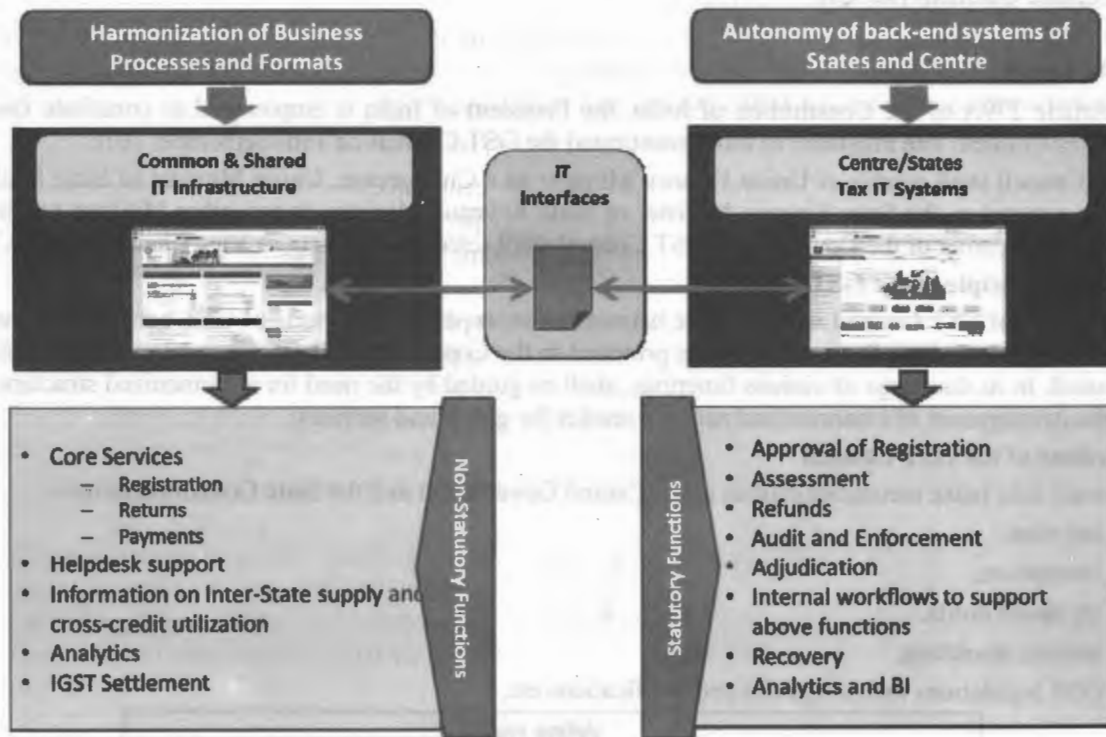 Harmonization of Business
Processes and Formats
Autonomy of back-end systems of
States and Centre
Common & Shared
IT Infrastructure
IT
Interfaces
Centre/States
Tax IT Systems
• Core Services
– Registration
– Returns
– Payments
• Helpdesk support
• Information on Inter-State supply and
cross-credit utilization
• Analytics
• IGST Settlement
Non-Statutory Functions
Statutory Functions
• Approval of Registration
• Assessment
• Refunds
• Audit and Enforcement
• Adjudication
• Internal workflows to support
above functions
• Recovery
• Analytics and BI